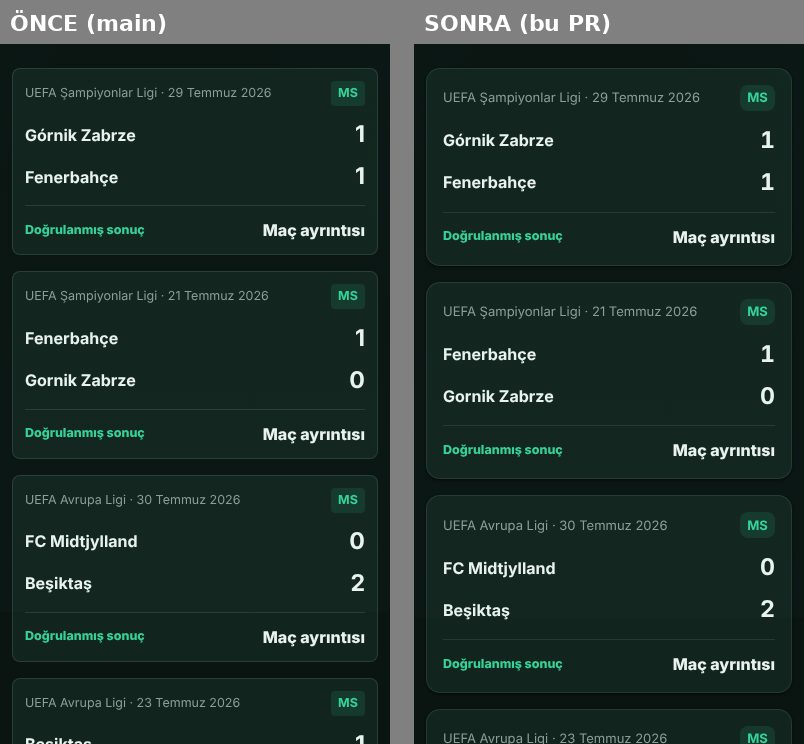 ÖNCE (main)
UEFA Şampiyonlar Ligi · 29 Temmuz 2026 MS
Górnik Zabrze 1
Fenerbahçe 1
Doğrulanmış sonuç Maç ayrıntısı
UEFA Şampiyonlar Ligi · 21 Temmuz 2026 MS
Fenerbahçe 1
Gornik Zabrze 0
Doğrulanmış sonuç Maç ayrıntısı
UEFA Avrupa Ligi · 30 Temmuz 2026 MS
FC Midtjylland 0
Beşiktaş 2
Doğrulanmış sonuç Maç ayrıntısı
UEFA Avrupa Ligi · 23 Temmuz 2026 MS
Beşiktaş 1
SONRA (bu PR)
UEFA Şampiyonlar Ligi · 29 Temmuz 2026 MS
Górnik Zabrze 1
Fenerbahçe 1
Doğrulanmış sonuç Maç ayrıntısı
UEFA Şampiyonlar Ligi · 21 Temmuz 2026 MS
Fenerbahçe 1
Gornik Zabrze 0
Doğrulanmış sonuç Maç ayrıntısı
UEFA Avrupa Ligi · 30 Temmuz 2026 MS
FC Midtjylland 0
Beşiktaş 2
Doğrulanmış sonuç Maç ayrıntısı
UEFA Avrupa Ligi · 23 Temmuz 2026 MS